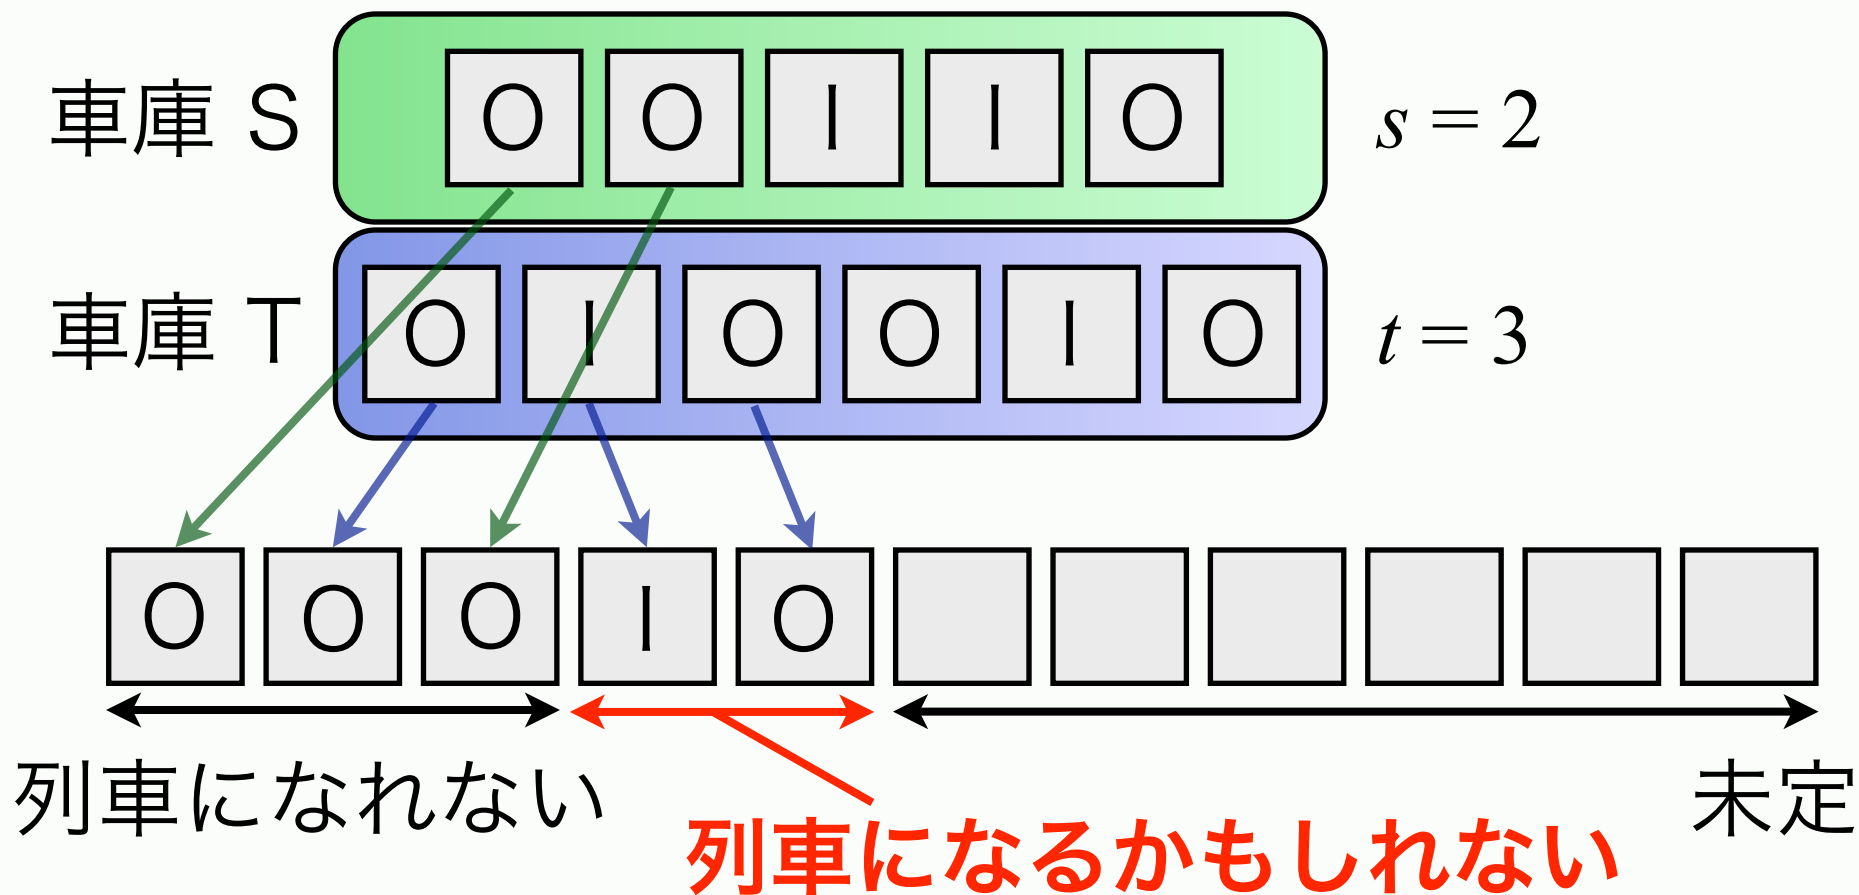 車庫 S O O I I O s = 2
車庫 T O I O O I O t = 3
O O O I O
列車になれない 未定
列車になるかもしれない